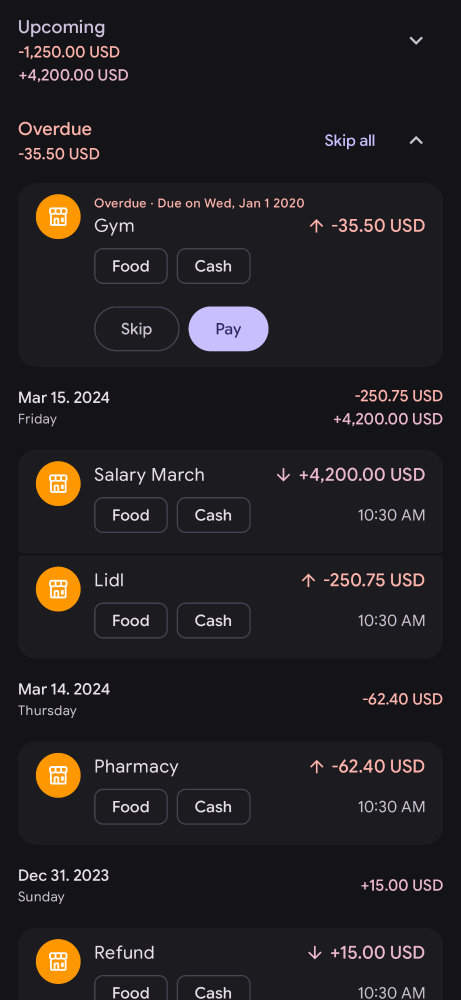 Upcoming
-1,250.00 USD
+4,200.00 USD
Overdue
-35.50 USD
Skip all
Overdue · Due on Wed, Jan 1 2020
Gym
-35.50 USD
Food
Cash
Skip
Pay
Mar 15. 2024
Friday
-250.75 USD
+4,200.00 USD
Salary March
+4,200.00 USD
Food
Cash
10:30 AM
Lidl
-250.75 USD
Food
Cash
10:30 AM
Mar 14. 2024
Thursday
-62.40 USD
Pharmacy
-62.40 USD
Food
Cash
10:30 AM
Dec 31. 2023
Sunday
+15.00 USD
Refund
+15.00 USD
Food
Cash
10:30 AM